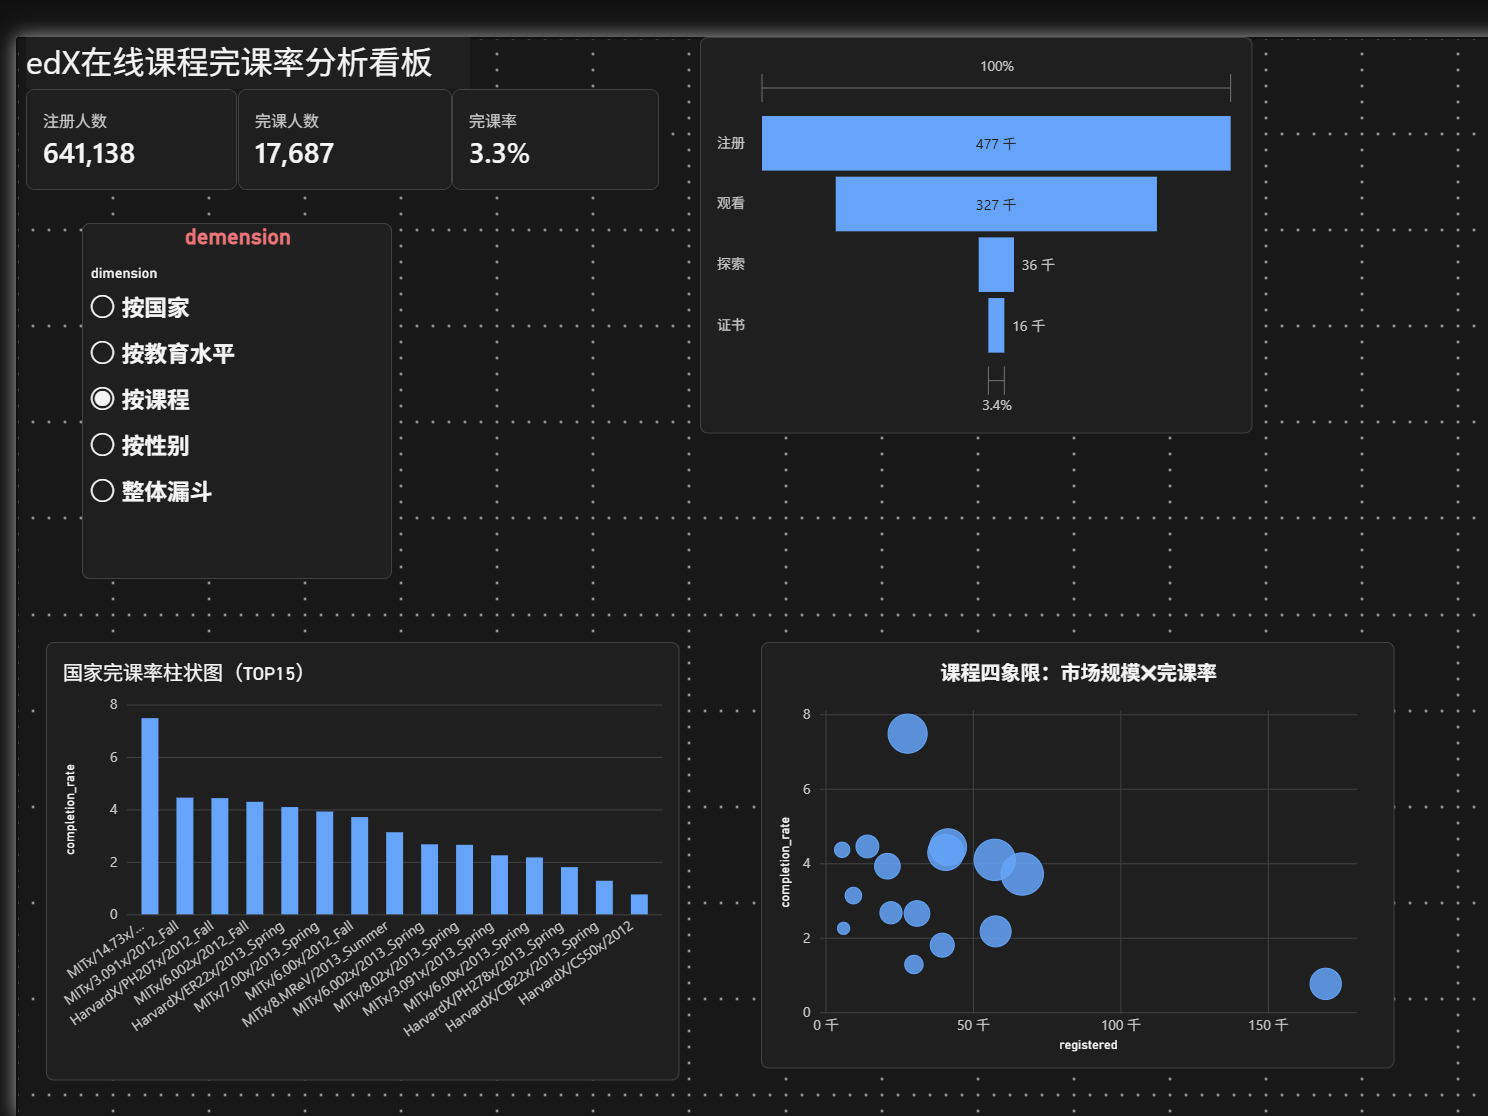 edX在线课程完课率分析看板
注册人数
641,138
完课人数
17,687
完课率
3.3%
demension
dimension
按国家
按教育水平
按课程
按性别
整体漏斗
100%
注册
477 千
观看
327 千
探索
36 千
证书
16 千
3.4%
国家完课率柱状图（TOP15）
completion_rate
8
6
4
2
0
MITx/14.73x/...
MITx/3.091x/2012_Fall
HarvardX/PH207x/2012_Fall
MITx/6.002x/2012_Fall
HarvardX/ER22x/2013_Spring
MITx/7.00x/2013_Spring
MITx/6.00x/2012_Fall
MITx/8.MReV/2013_Summer
MITx/6.002x/2013_Spring
MITx/8.02x/2013_Spring
MITx/3.091x/2013_Spring
MITx/6.00x/2013_Spring
HarvardX/PH278x/2013_Spring
HarvardX/CB22x/2013_Spring
HarvardX/CS50x/2012
课程四象限：市场规模×完课率
completion_rate
8
6
4
2
0
0 千
50 千
100 千
150 千
registered